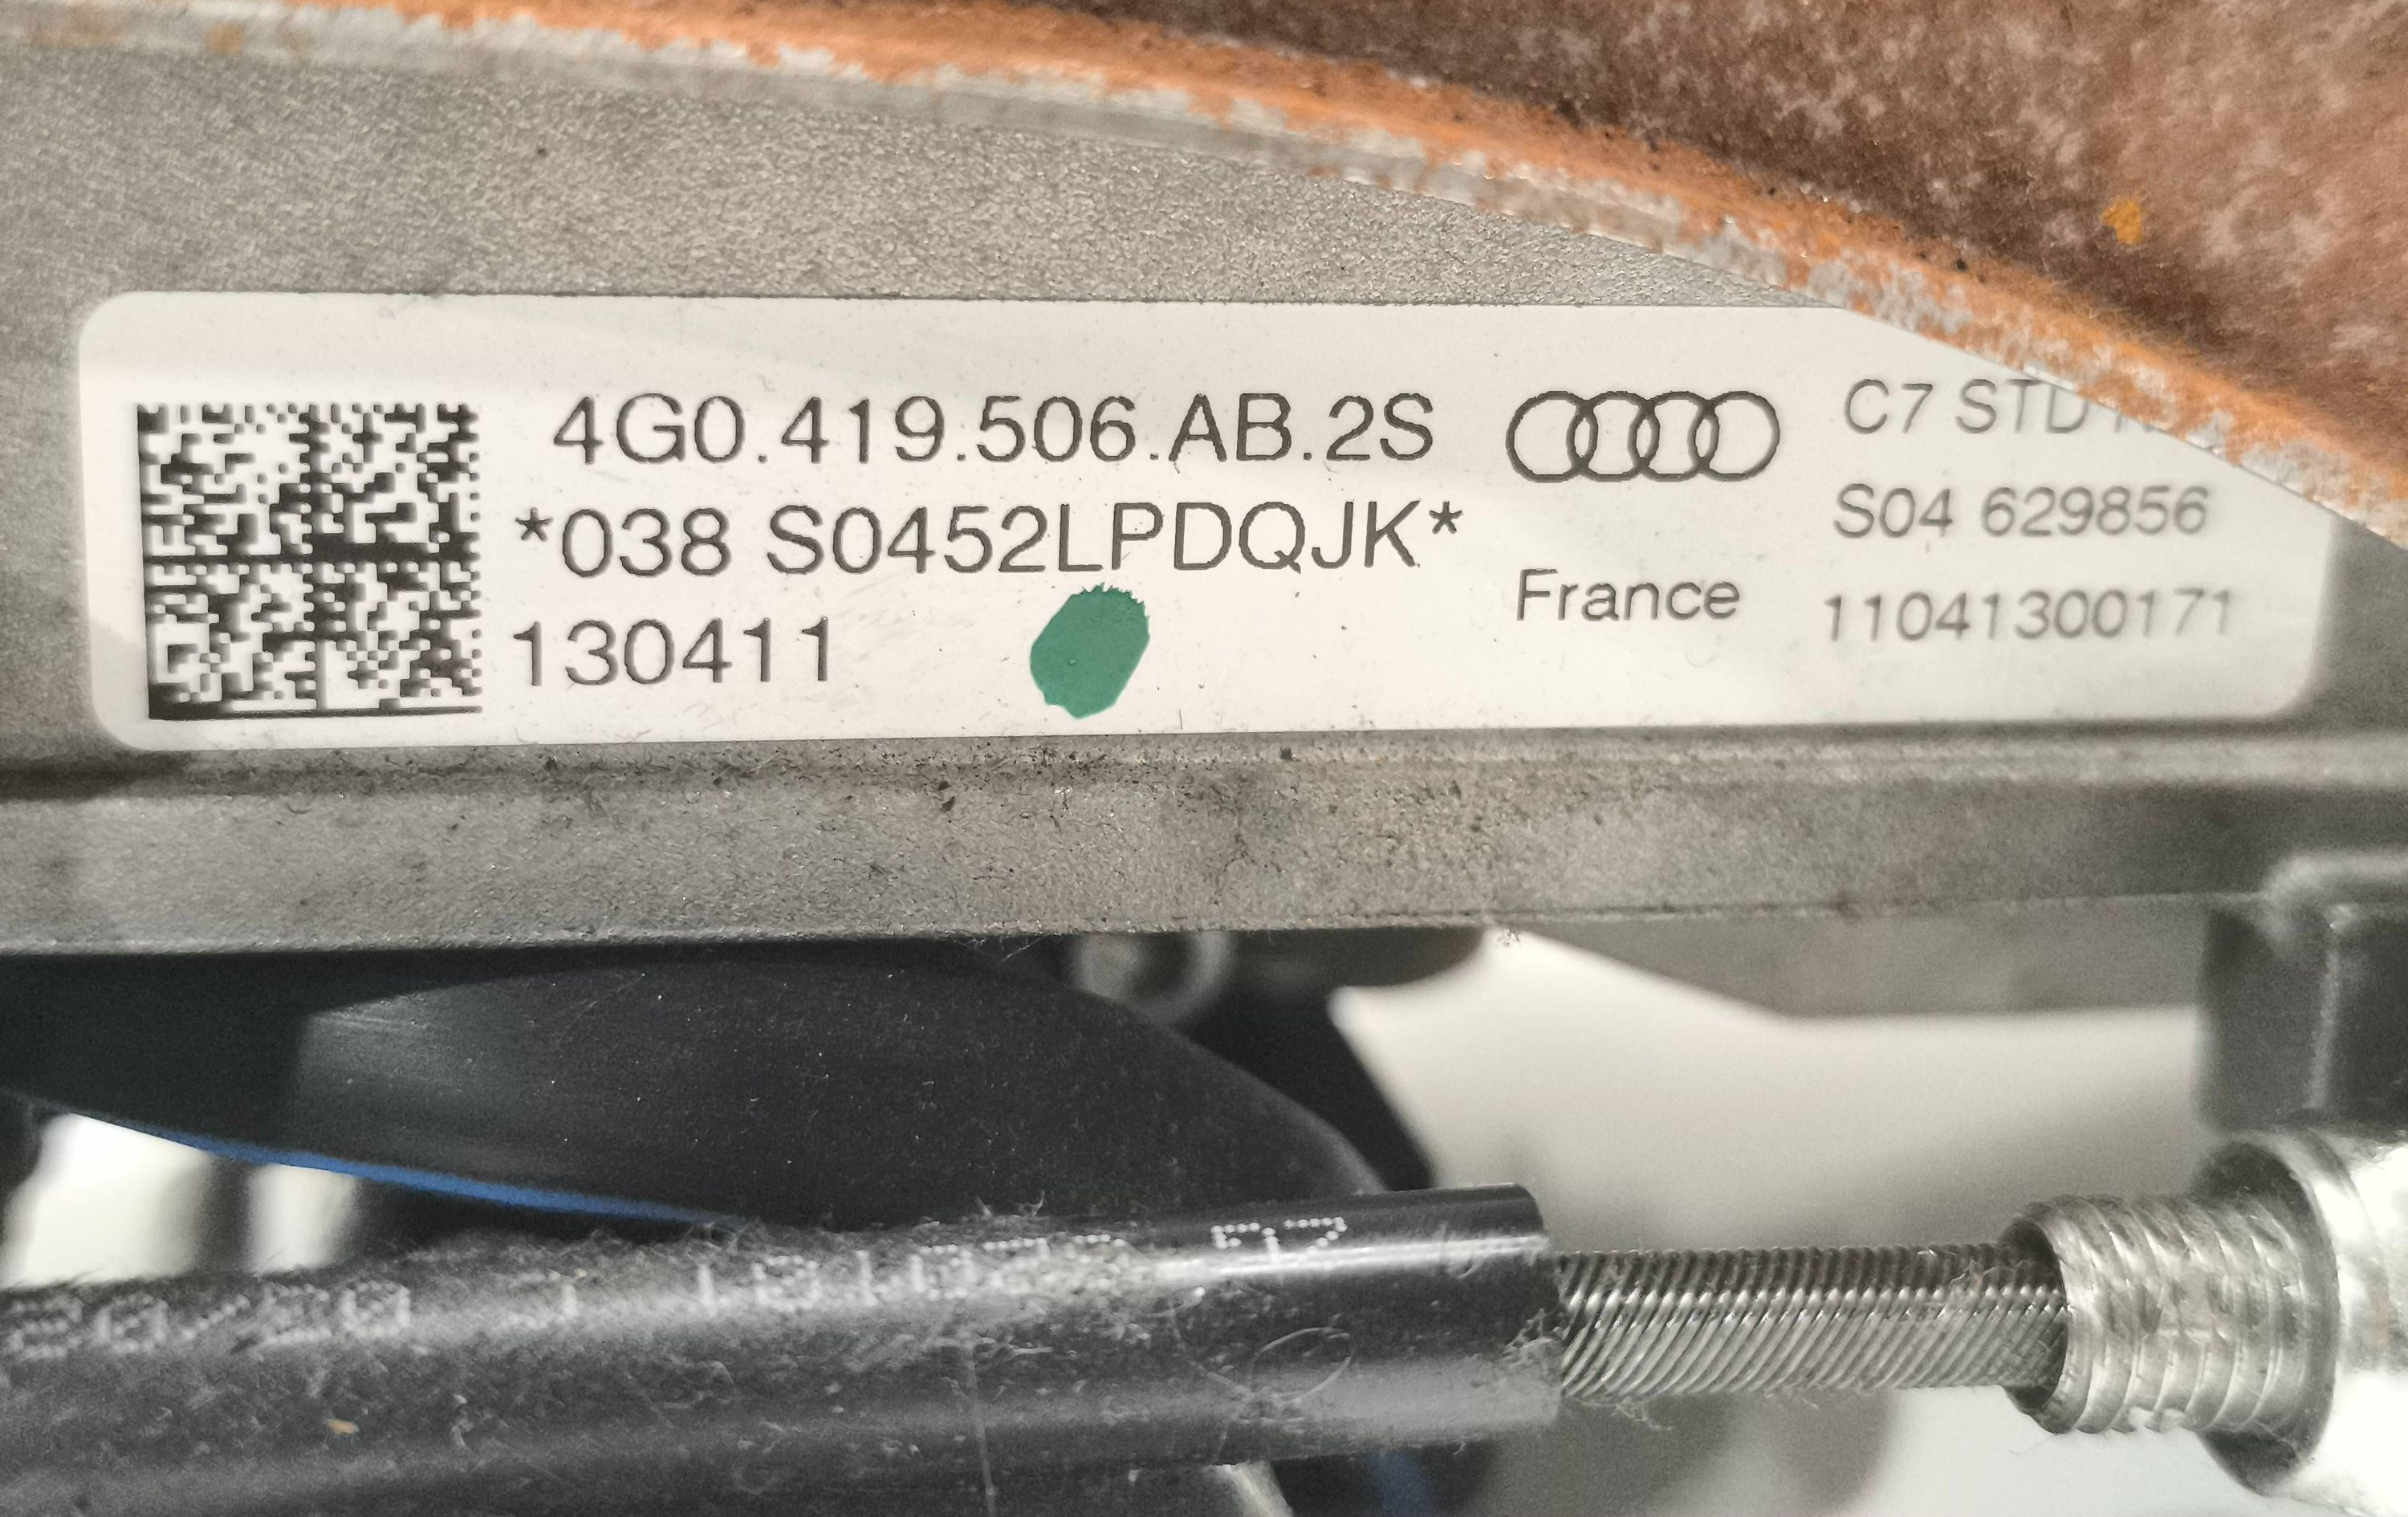 4G0.419.506.AB.2S
*038 S0452LPDQJK*
130411
France
C7 STD
S04 629856
11041300171